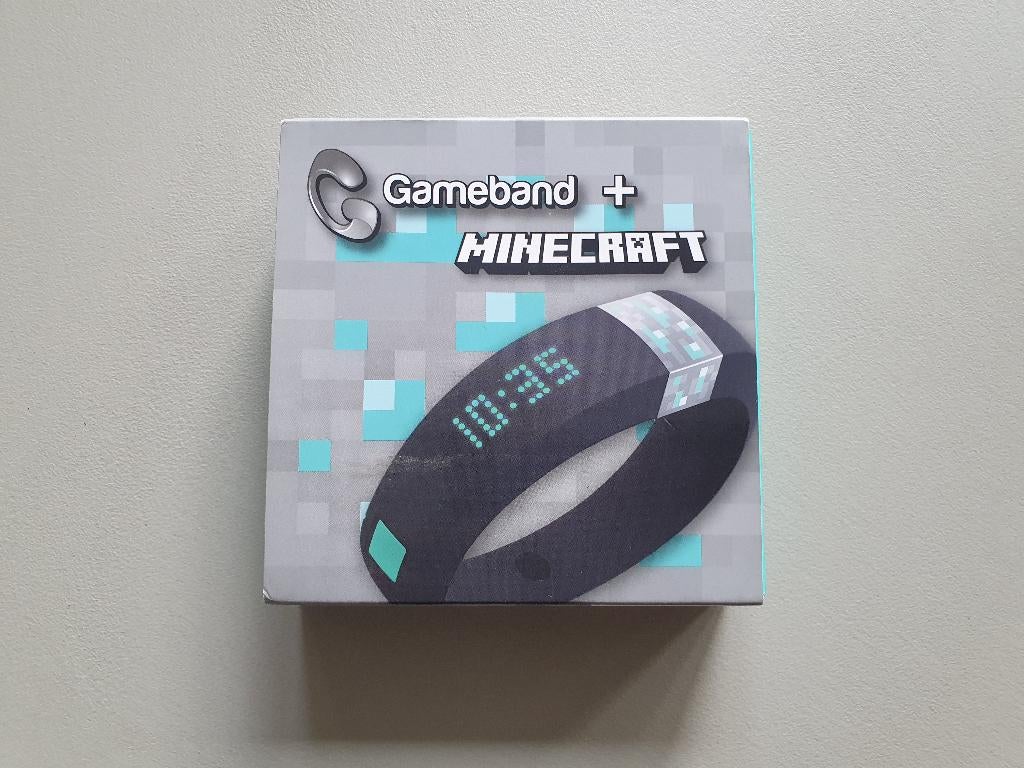 Gameband +
MINECRAFT
10:35